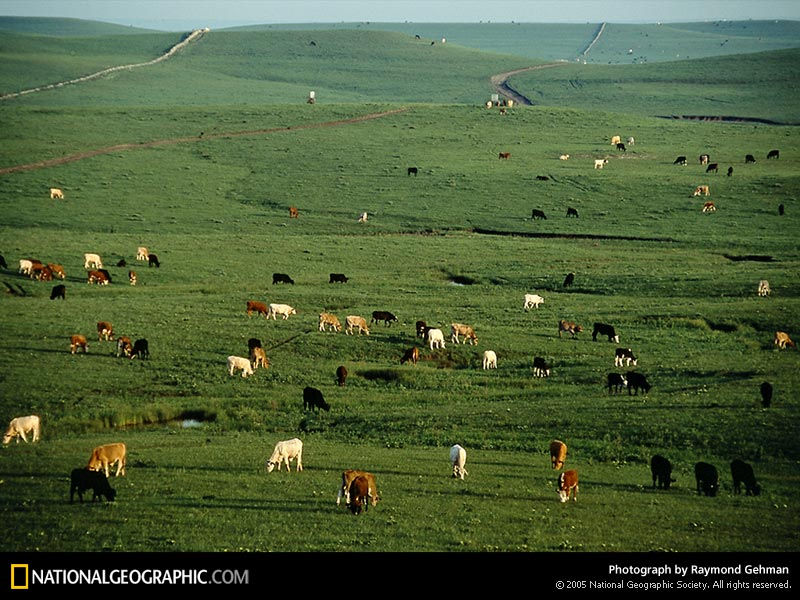 NATIONALGEOGRAPHIC.COM
Photograph by Raymond Gehman
© 2005 National Geographic Society. All rights reserved.